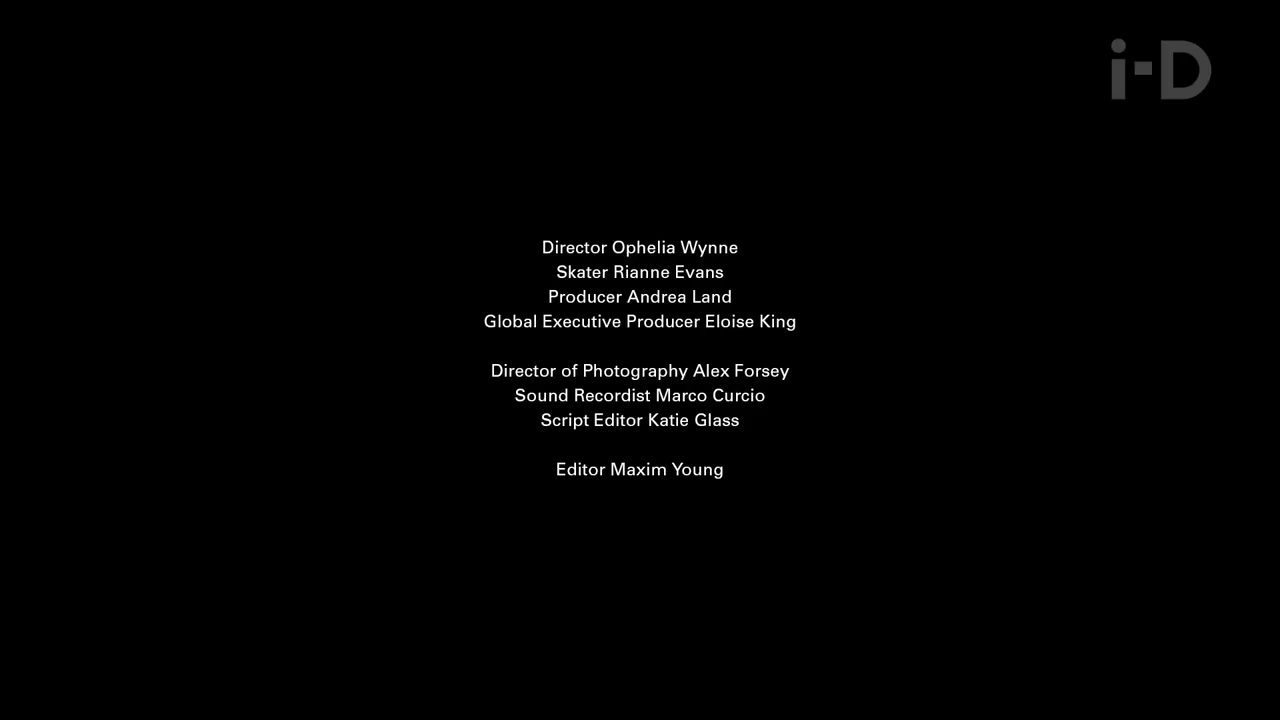 i-D
Director Ophelia Wynne
Skater Rianne Evans
Producer Andrea Land
Global Executive Producer Eloise King
Director of Photography Alex Forsey
Sound Recordist Marco Curcio
Script Editor Katie Glass
Editor Maxim Young